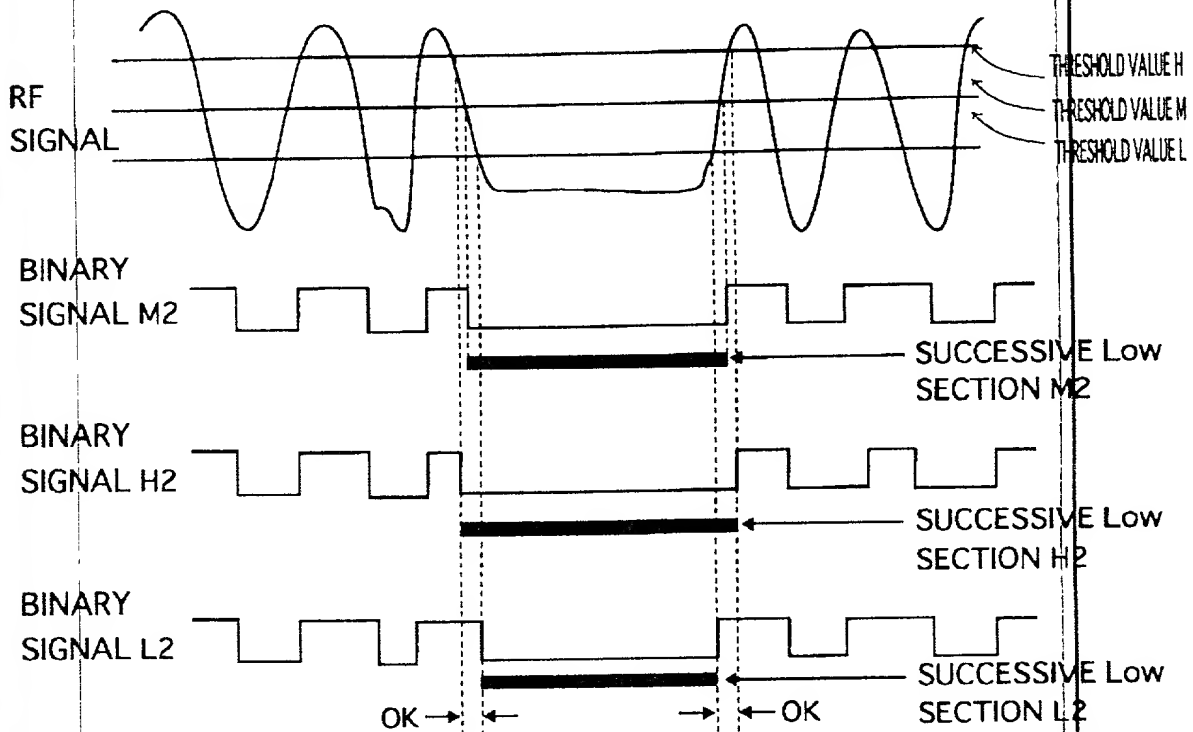 THRESHOLD VALUE H
RF
SIGNAL
THRESHOLD VALUE M
THRESHOLD VALUE L
BINARY
SIGNAL M2
SUCCESSIVE Low
SECTION M2
BINARY
SIGNAL H2
SUCCESSIVE Low
SECTION H2
BINARY
SIGNAL L2
SUCCESSIVE Low
SECTION L2
OK
OK